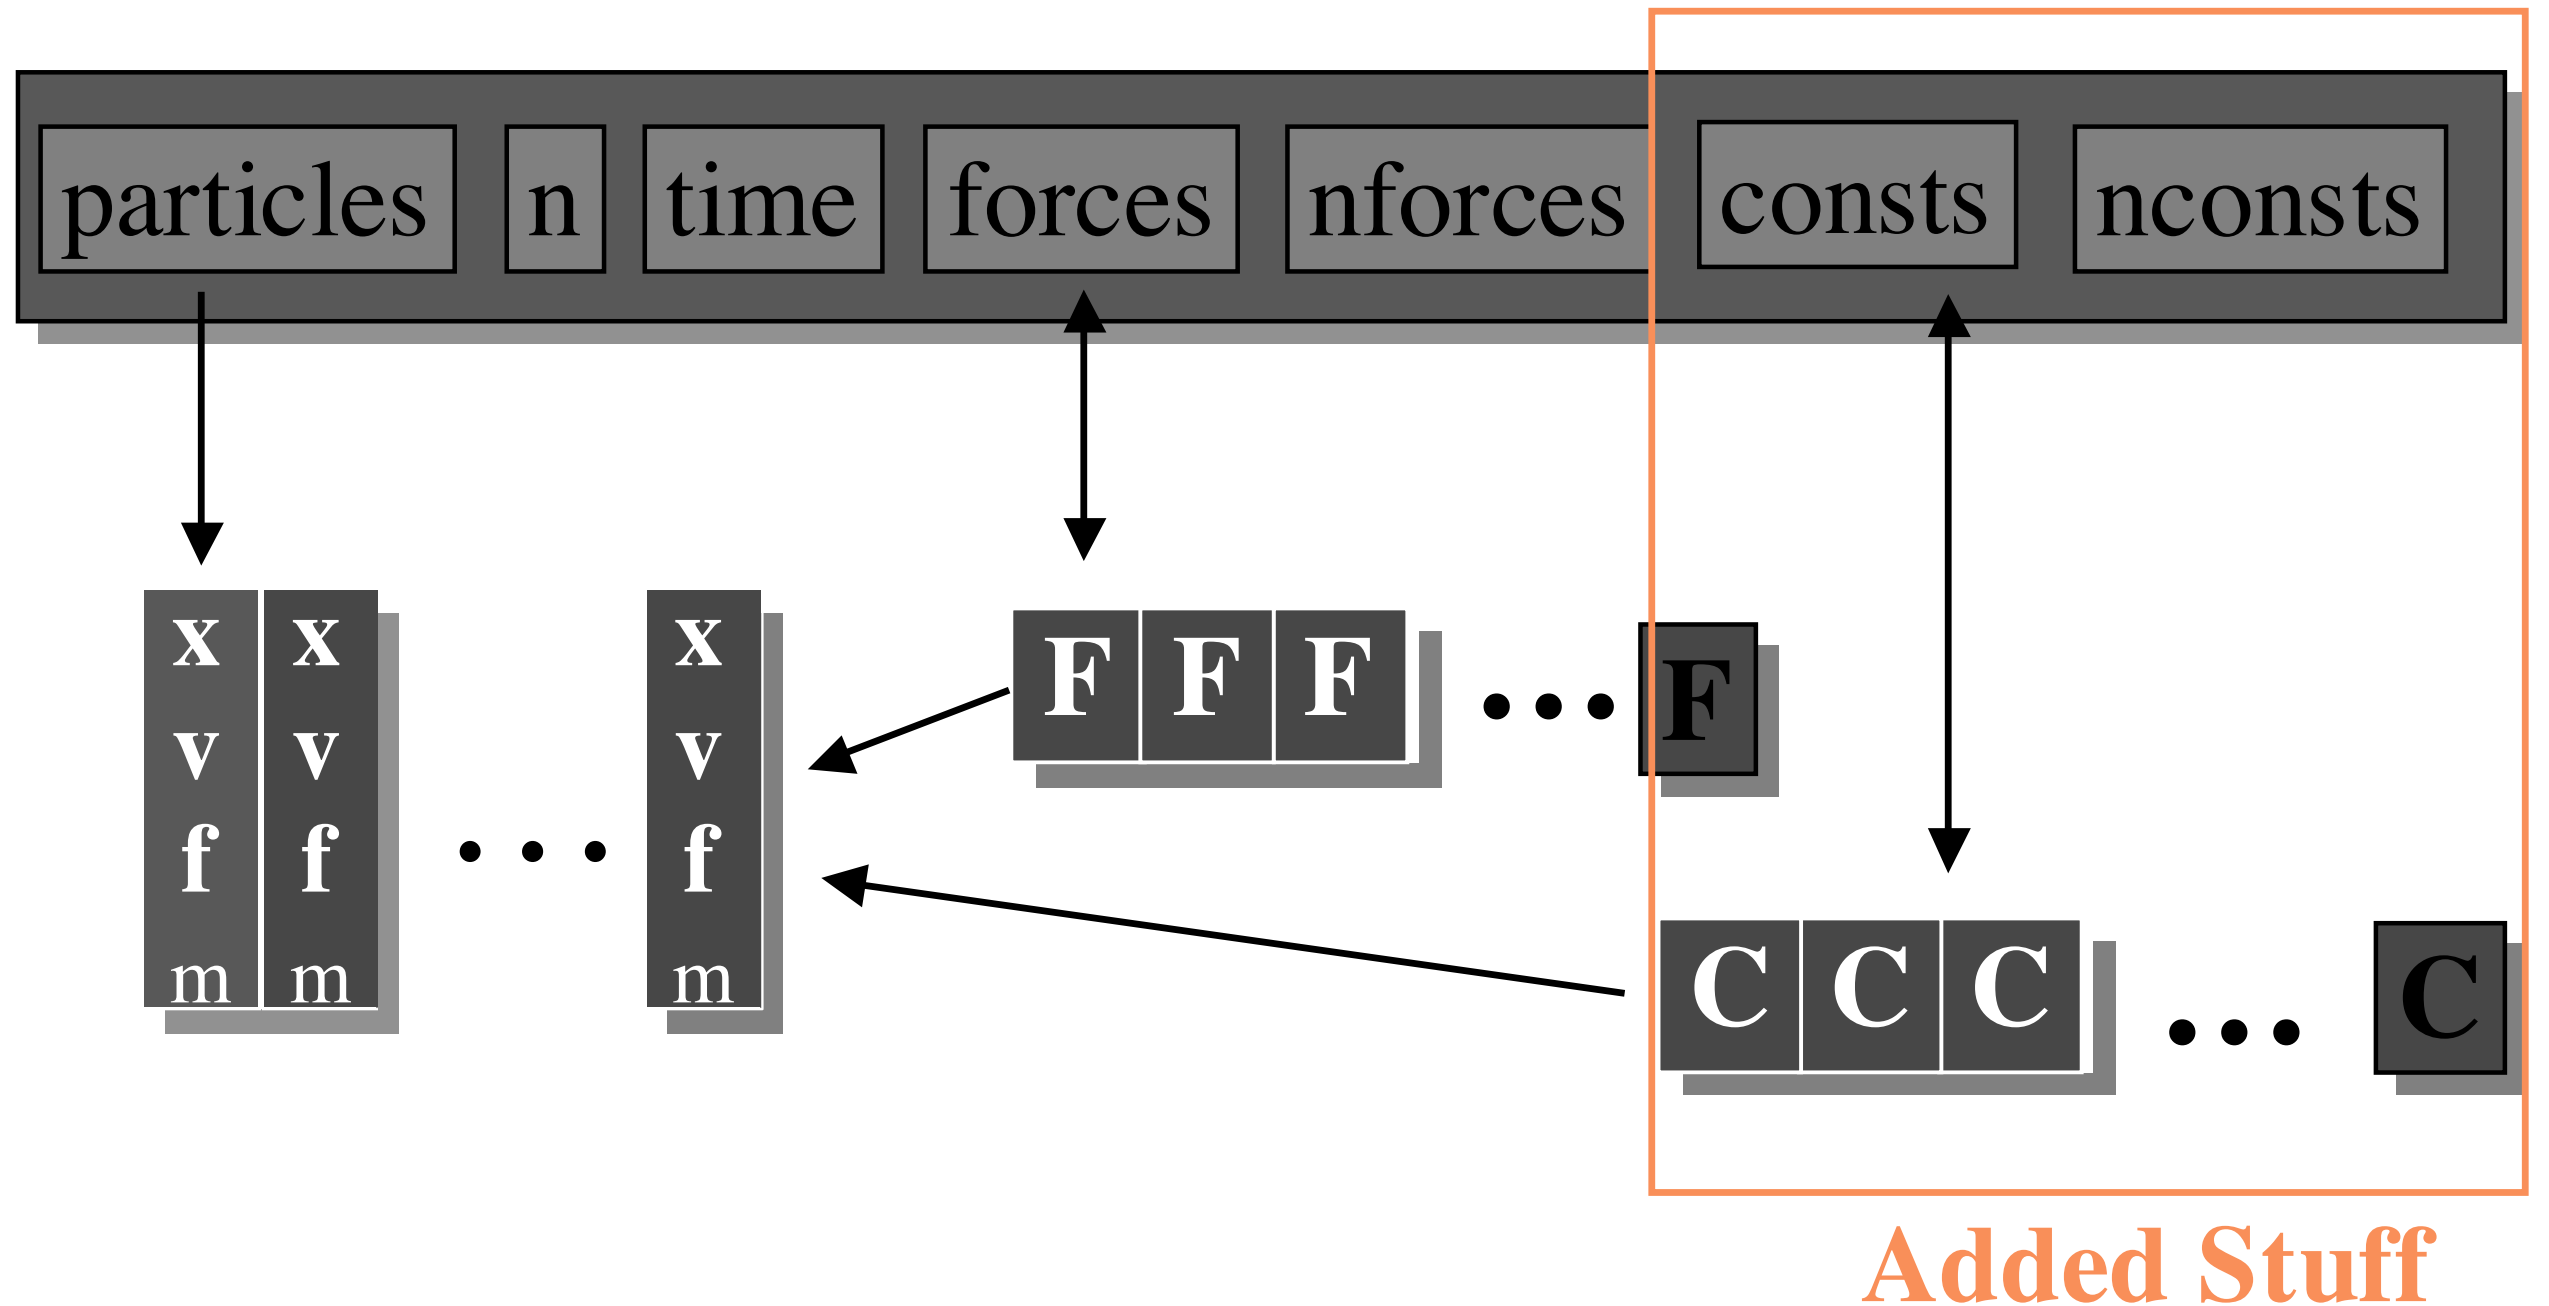 particles n time forces nforces consts nconsts
x x x F F F F
v v v
f f f
m m m
C C C C
Added Stuff